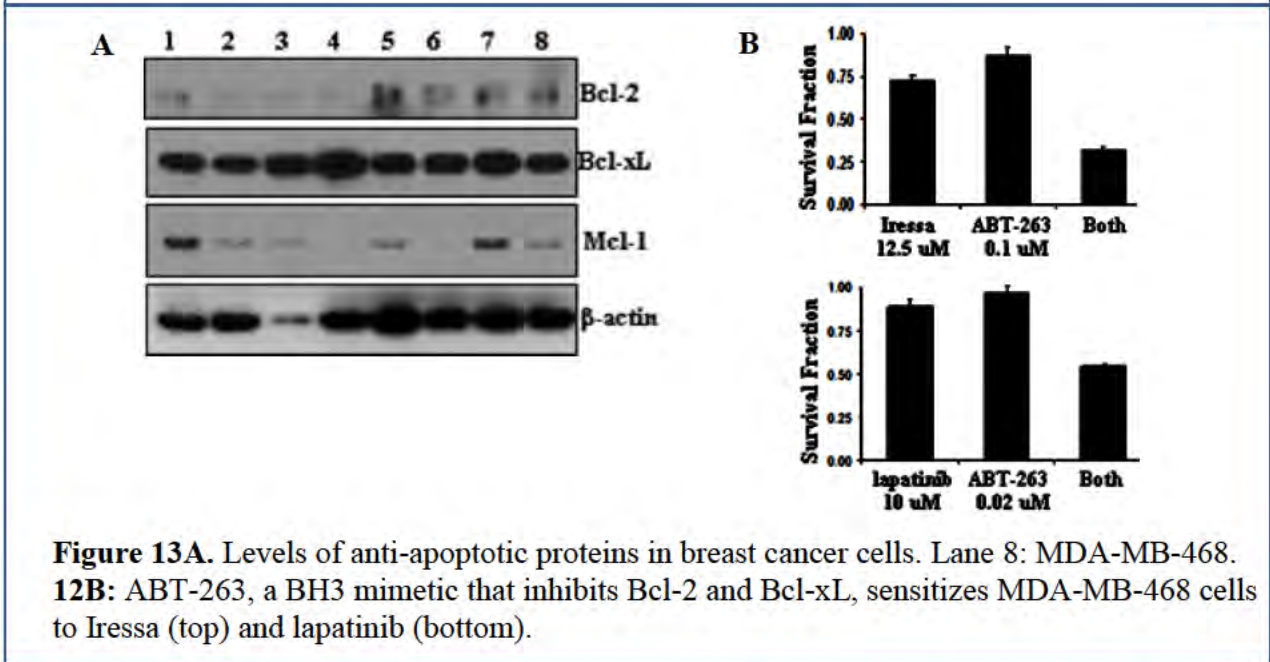 A
1 2 3 4 5 6 7 8
Bcl-2
Bcl-xL
Mcl-1
β-actin
B
Survival Fraction
1.00
0.75
0.50
0.25
0.00
Iressa ABT-263 Both
12.5 uM 0.1 uM
Survival Fraction
1.00
0.75
0.50
0.25
0.00
lapatinib ABT-263 Both
10 uM 0.02 uM
Figure 13A. Levels of anti-apoptotic proteins in breast cancer cells. Lane 8: MDA-MB-468.
12B: ABT-263, a BH3 mimetic that inhibits Bcl-2 and Bcl-xL, sensitizes MDA-MB-468 cells
to Iressa (top) and lapatinib (bottom).